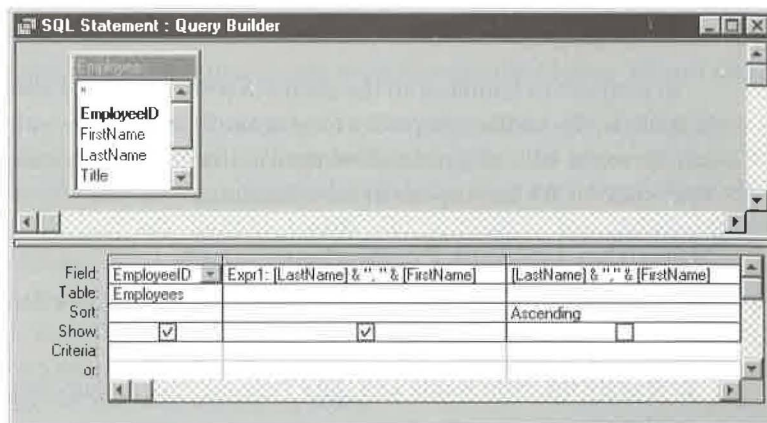 SQL Statement : Query Builder
Employees
*
EmployeeID
FirstName
LastName
Title
Field: EmployeeID Expr1: [LastName] & ", " & [FirstName] [LastName] & "," & [FirstName]
Table: Employees
Sort: Ascending
Show:
Criteria:
or: